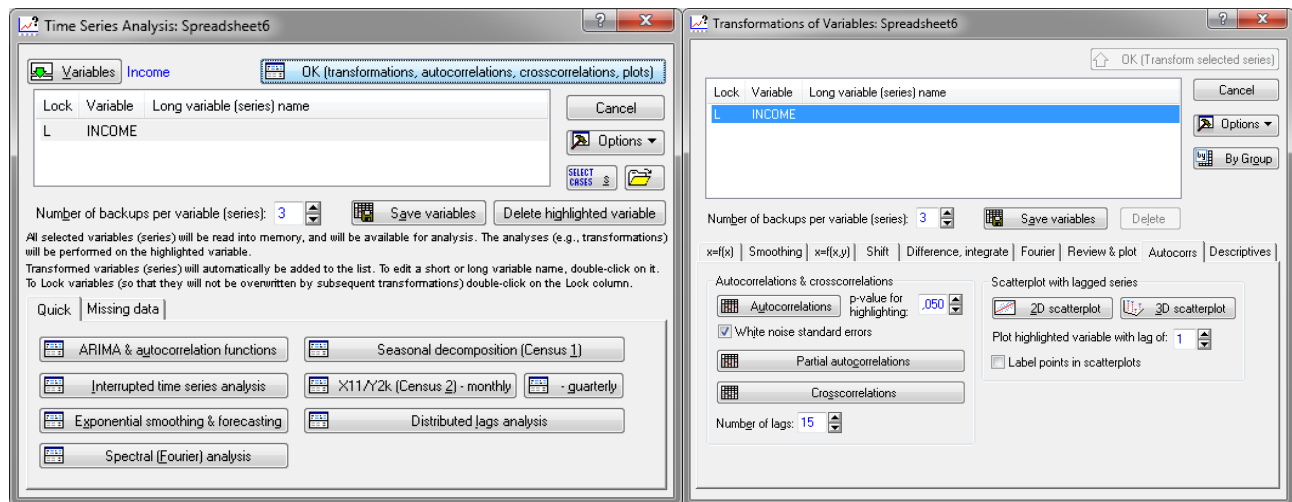 Time Series Analysis: Spreadsheet6
Variables Income OK (transformations, autocorrelations, crosscorrelations, plots)
Lock Variable Long variable (series) name
L INCOME
Cancel
Options
SELECT CASES S
Number of backups per variable (series): 3 Save variables Delete highlighted variable
All selected variables (series) will be read into memory, and will be available for analysis. The analyses (e.g., transformations)
will be performed on the highlighted variable.
Transformed variables (series) will automatically be added to the list. To edit a short or long variable name, double-click on it.
To Lock variables (so that they will not be overwritten by subsequent transformations) double-click on the Lock column.
Quick Missing data
ARIMA & autocorrelation functions Seasonal decomposition (Census 1)
Interrupted time series analysis X11/Y2k (Census 2) - monthly - quarterly
Exponential smoothing & forecasting Distributed lags analysis
Spectral (Fourier) analysis
Transformations of Variables: Spreadsheet6
OK (Transform selected series)
Lock Variable Long variable (series) name
L INCOME
Cancel
Options
By Group
Number of backups per variable (series): 3 Save variables Delete
x=f(x) Smoothing x=f(x,y) Shift Difference, integrate Fourier Review & plot Autocorrs Descriptives
Autocorrelations & crosscorrelations
Autocorrelations p-value for highlighting: ,050
White noise standard errors
Partial autocorrelations
Crosscorrelations
Number of lags: 15
Scatterplot with lagged series
2D scatterplot 3D scatterplot
Plot highlighted variable with lag of: 1
Label points in scatterplots